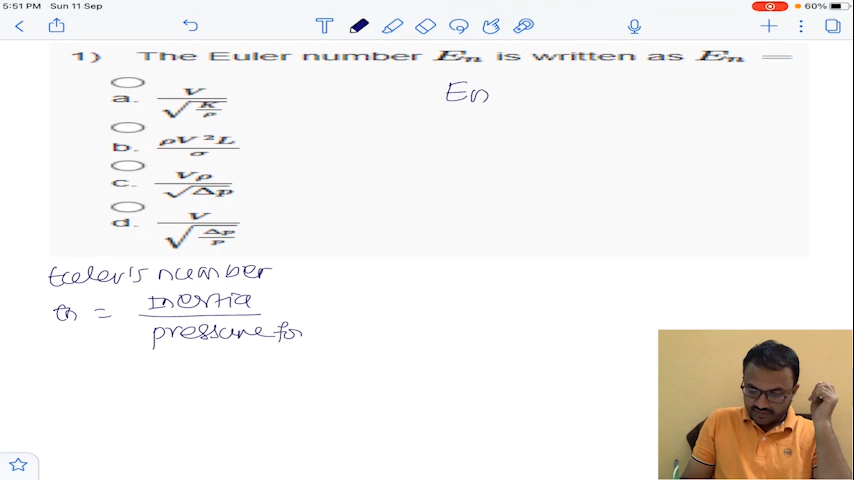 5:51 PM Sun 11 Sep
60%
1) The Euler number En is written as En =
a. V / √(K/ρ)
b. ρV²L / σ
c. Vρ / √Δp
d. V / √(Δp/ρ)
En
Euler's number
En = Inertia / pressure for